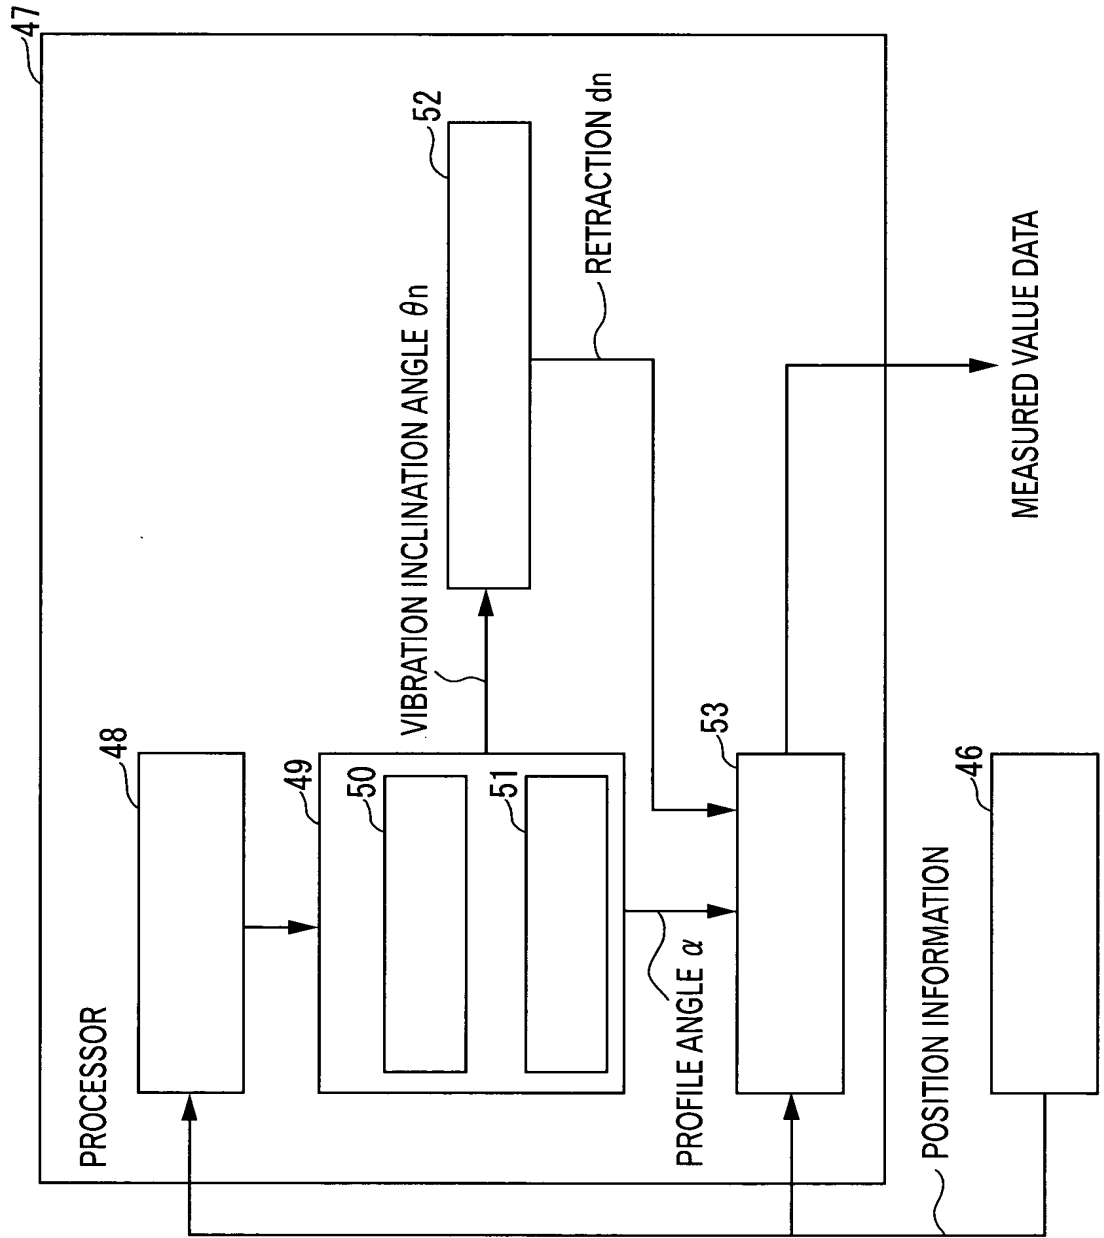 47
PROCESSOR
48
49
50
51
VIBRATION INCLINATION ANGLE θn
52
RETRACTION dn
PROFILE ANGLE α
53
POSITION INFORMATION
46
MEASURED VALUE DATA